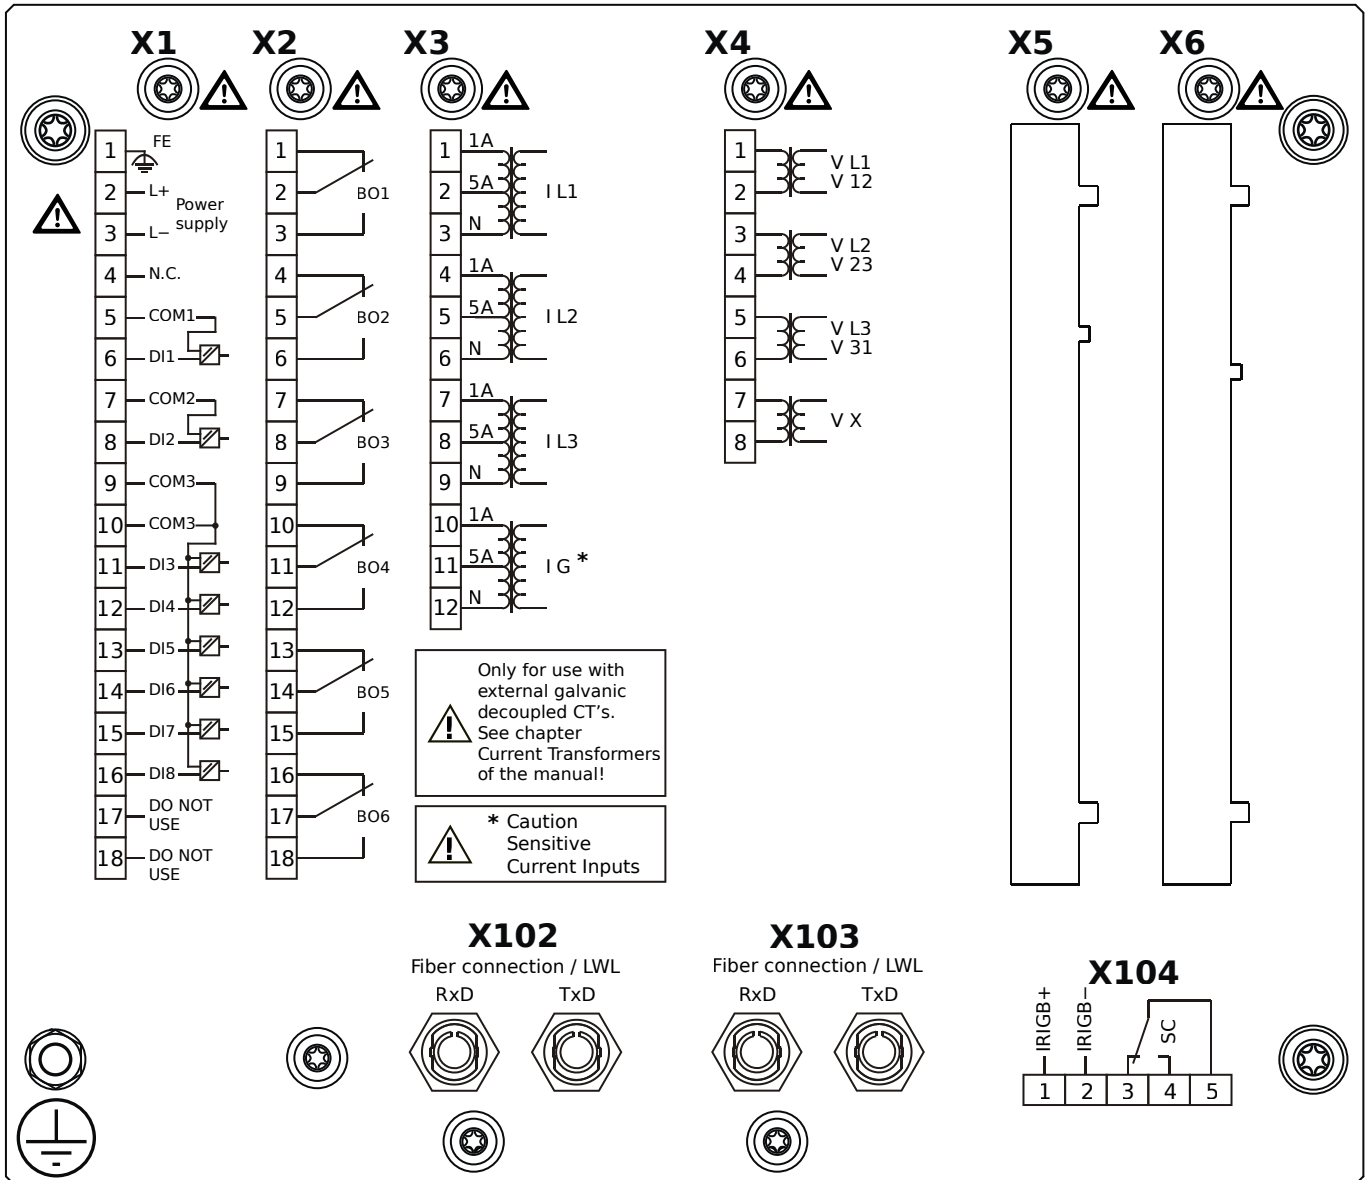 X1
X2
X3
X4
X5
X6
1
FE
2
L+
Power
supply
3
L−
4
N.C.
5
COM1
6
DI1
7
COM2
8
DI2
9
COM3
10
COM3
11
DI3
12
DI4
13
DI5
14
DI6
15
DI7
16
DI8
17
DO NOT
USE
18
DO NOT
USE
1
2
BO1
3
4
5
BO2
6
7
8
BO3
9
10
11
BO4
12
13
14
BO5
15
16
17
BO6
18
1
1A
2
5A
I L1
3
N
4
1A
5
5A
I L2
6
N
7
1A
8
5A
I L3
9
N
10
1A
11
5A
I G *
12
N
Only for use with
external galvanic
decoupled CT's.
See chapter
Current Transformers
of the manual!
* Caution
Sensitive
Current Inputs
1
V L1
2
V 12
3
V L2
4
V 23
5
V L3
6
V 31
7
V X
8
X102
Fiber connection / LWL
RxD
TxD
X103
Fiber connection / LWL
RxD
TxD
X104
IRIGB+
IRIGB−
SC
1
2
3
4
5